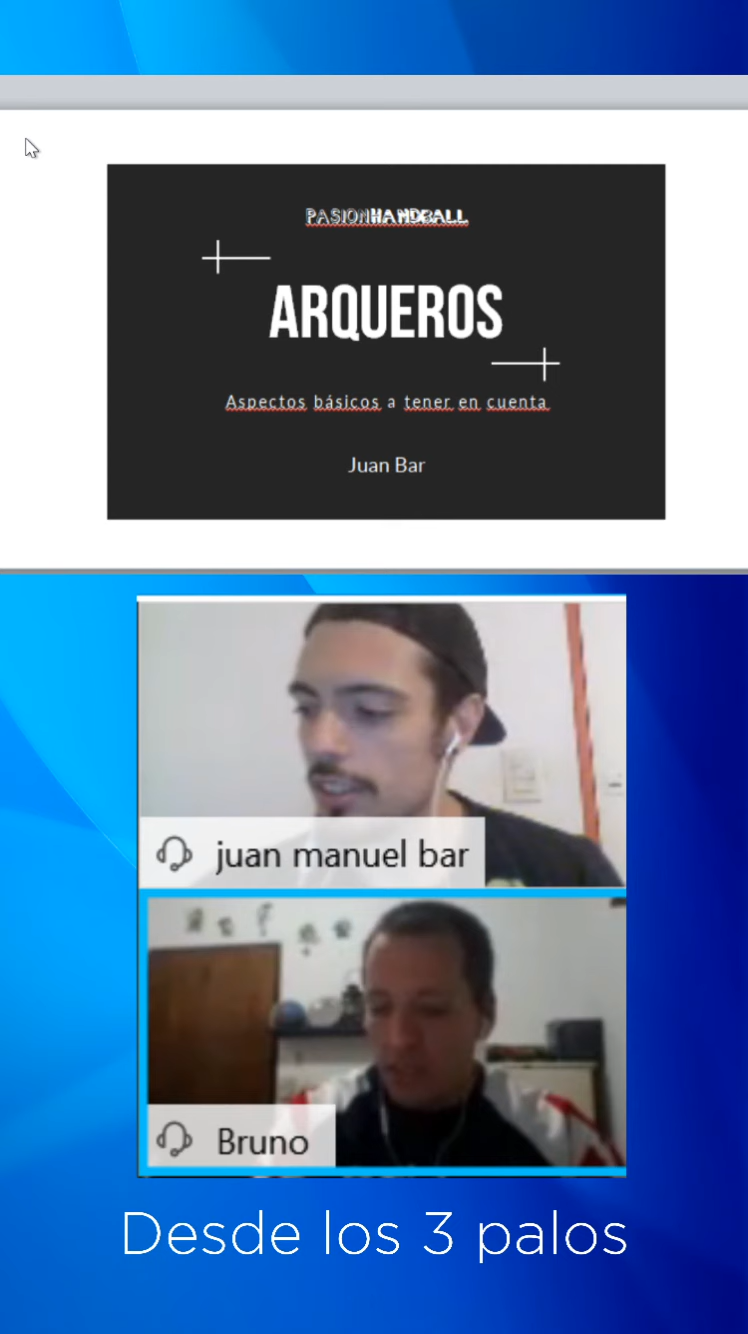 PASIONHANDBALL
ARQUEROS
Aspectos básicos a tener en cuenta
Juan Bar
juan manuel bar
Bruno
Desde los 3 palos